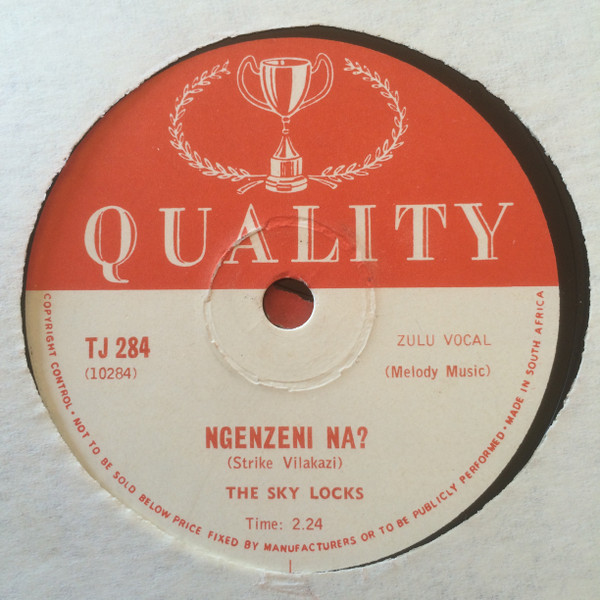 QUALITY
TJ 284
(10284)
ZULU VOCAL
(Melody Music)
NGENZENI NA?
(Strike Vilakazi)
THE SKY LOCKS
Time: 2.24
COPYRIGHT CONTROL • NOT TO BE SOLD BELOW PRICE FIXED BY MANUFACTURERS OR TO BE PUBLICLY PERFORMED • MADE IN SOUTH AFRICA